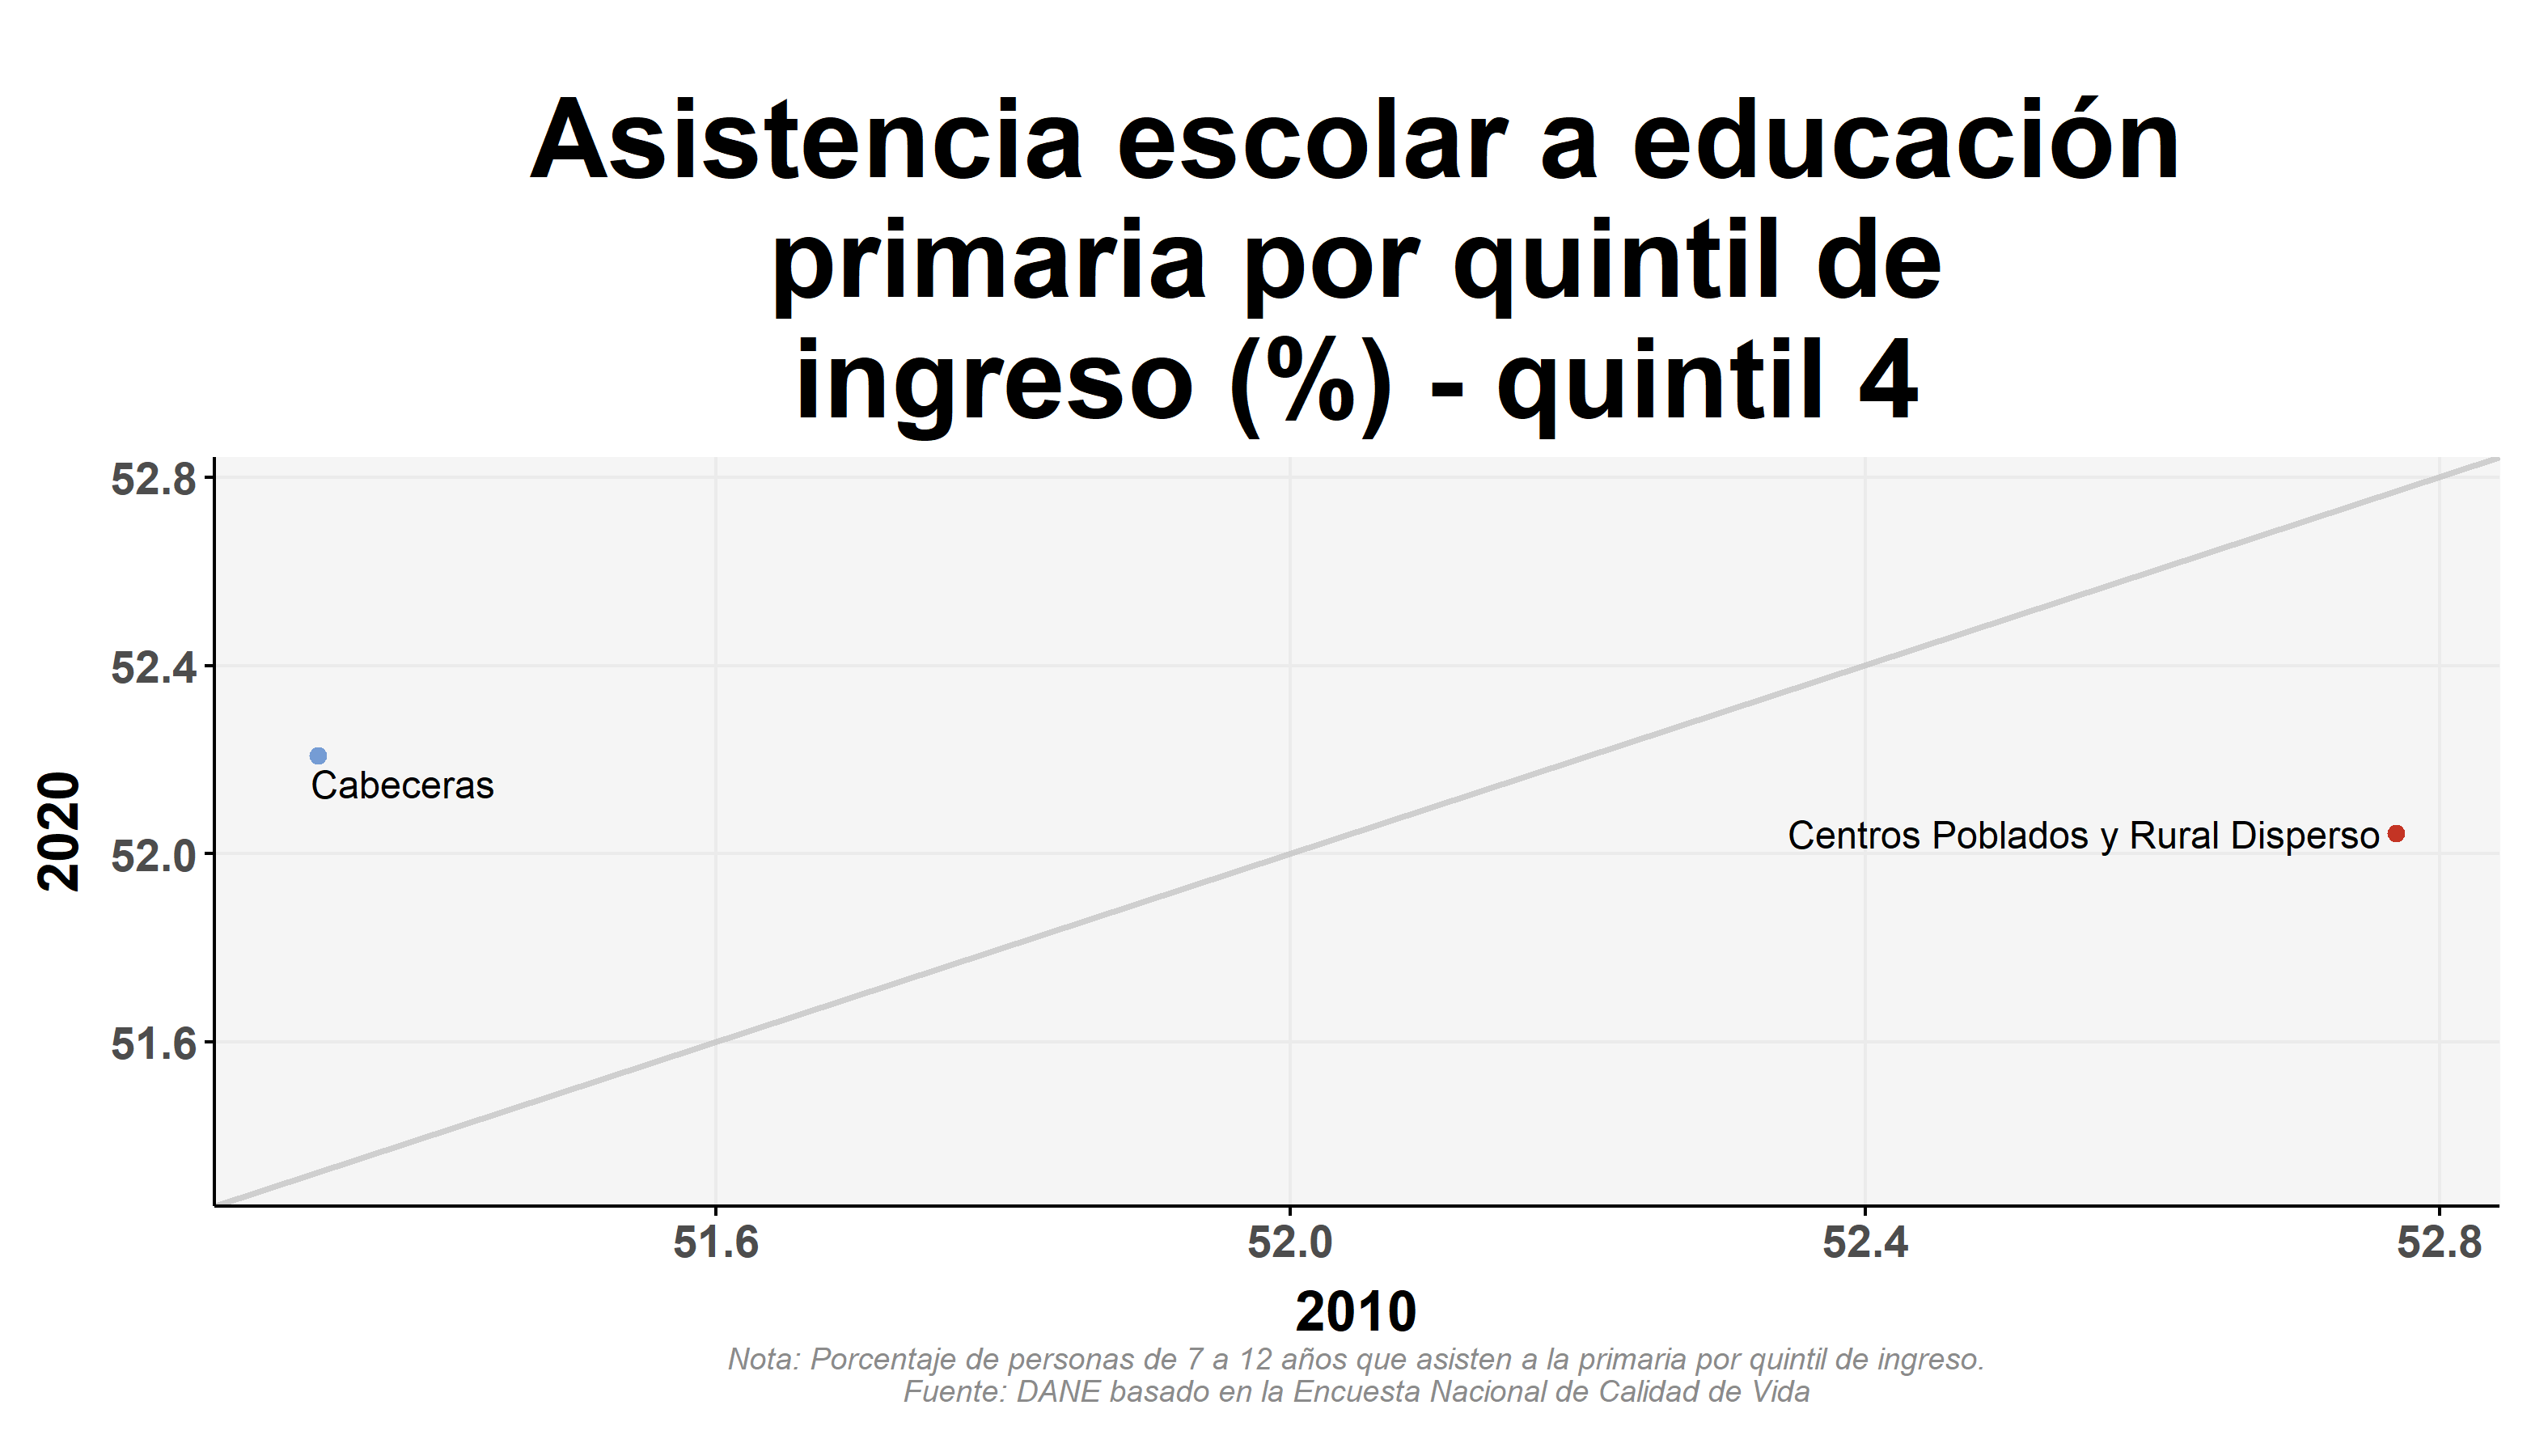 Asistencia escolar a educación
primaria por quintil de
ingreso (%) - quintil 4
52.8
52.4
52.0
51.6
2020
Cabeceras
Centros Poblados y Rural Disperso
51.6
52.0
52.4
52.8
2010
Nota: Porcentaje de personas de 7 a 12 años que asisten a la primaria por quintil de ingreso.
Fuente: DANE basado en la Encuesta Nacional de Calidad de Vida